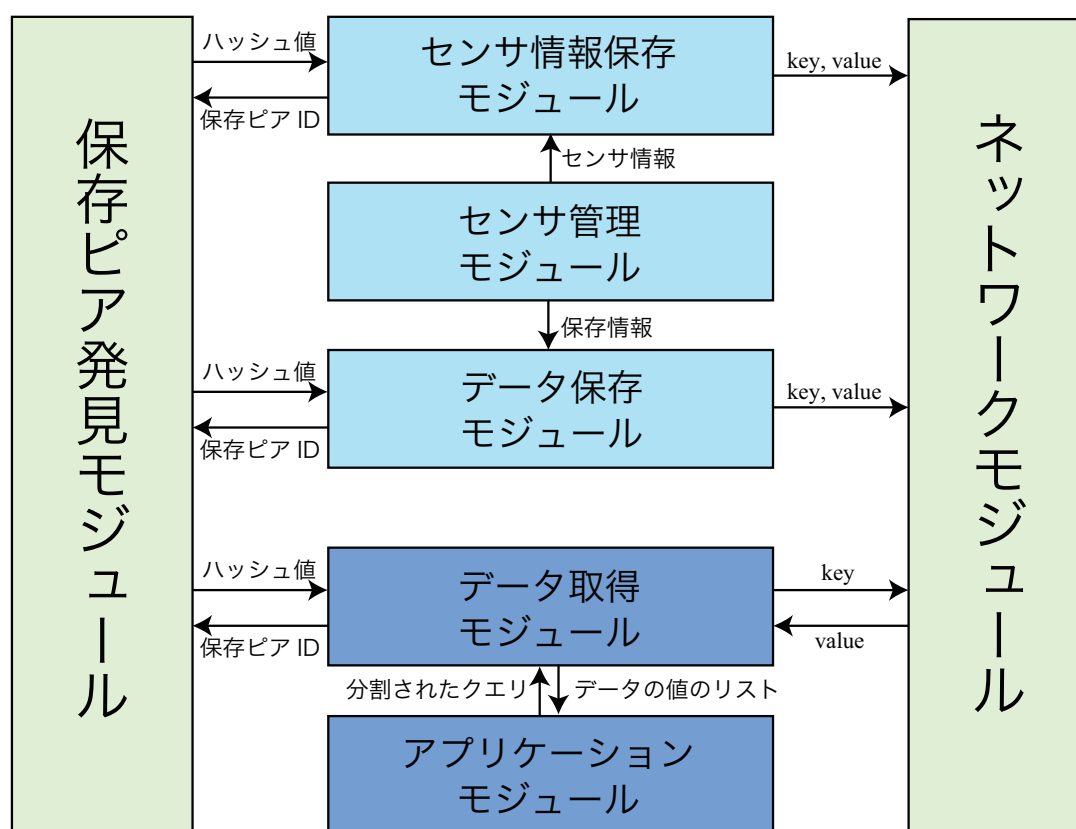 保存ピア発見モジュール
ハッシュ値
保存ピア ID
センサ情報保存
モジュール
key, value
センサ情報
センサ管理
モジュール
保存情報
ハッシュ値
保存ピア ID
データ保存
モジュール
key, value
ハッシュ値
保存ピア ID
データ取得
モジュール
key
value
分割されたクエリ
データの値のリスト
アプリケーション
モジュール
ネットワークモジュール